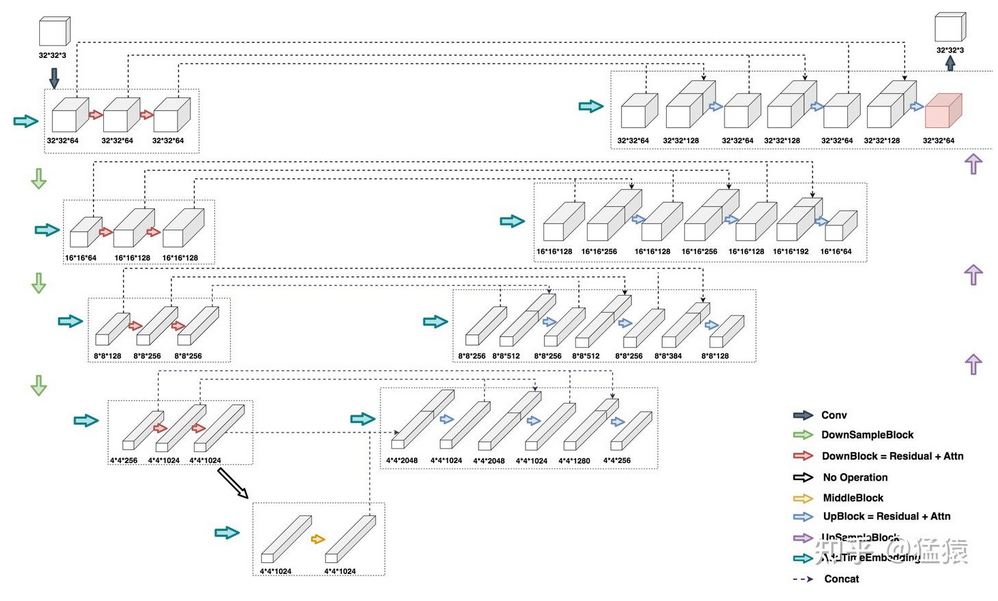 32*32*3
32*32*3
32*32*64 32*32*64 32*32*64
32*32*64 32*32*128 32*32*64 32*32*128 32*32*64 32*32*128 32*32*64
16*16*64 16*16*128 16*16*128
16*16*128 16*16*256 16*16*128 16*16*256 16*16*128 16*16*192 16*16*64
8*8*128 8*8*256 8*8*256
8*8*256 8*8*512 8*8*256 8*8*512 8*8*256 8*8*384 8*8*128
4*4*256 4*4*1024 4*4*1024
4*4*2048 4*4*1024 4*4*2048 4*4*1024 4*4*1280 4*4*256
4*4*1024 4*4*1024
Conv
DownSampleBlock
DownBlock = Residual + Attn
No Operation
MiddleBlock
UpBlock = Residual + Attn
UpSampleBlock
AddTimeEmbedding
Concat
知乎 @猛猿